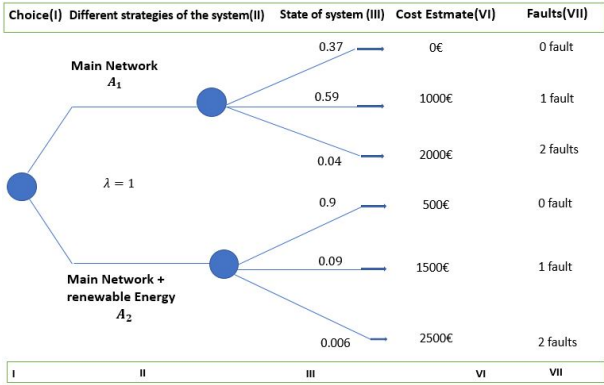 Choice(I) Different strategies of the system(II) State of system (III) Cost Estmate(VI) Faults(VII)
0.37 0€ 0 fault
Main Network
A₁
0.59 1000€ 1 fault
0.04 2000€ 2 faults
λ = 1
0.9 500€ 0 fault
0.09 1500€ 1 fault
Main Network +
renewable Energy
A₂
0.006 2500€ 2 faults
I II III VI VII